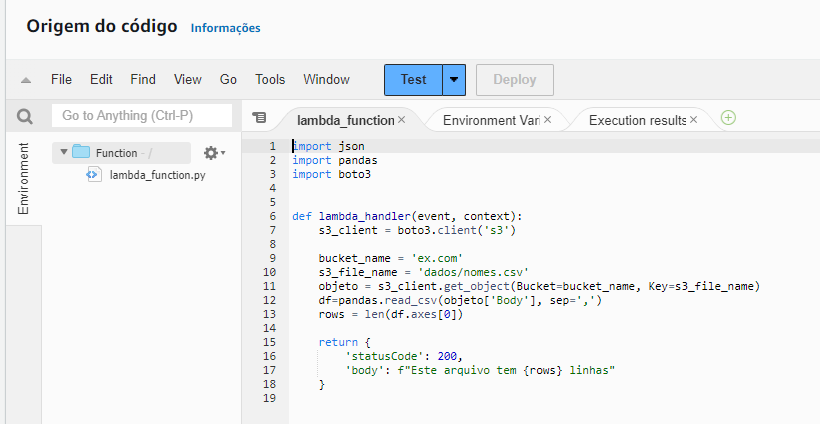 Origem do código Informações
File Edit Find View Go Tools Window Test Deploy
Go to Anything (Ctrl-P)
lambda_function × Environment Vari × Execution results ×
Environment
Function - /
lambda_function.py
1 import json
2 import pandas
3 import boto3
4
5
6 def lambda_handler(event, context):
7 s3_client = boto3.client('s3')
8
9 bucket_name = 'ex.com'
10 s3_file_name = 'dados/nomes.csv'
11 objeto = s3_client.get_object(Bucket=bucket_name, Key=s3_file_name)
12 df=pandas.read_csv(objeto['Body'], sep=',')
13 rows = len(df.axes[0])
14
15 return {
16 'statusCode': 200,
17 'body': f"Este arquivo tem {rows} linhas"
18 }
19